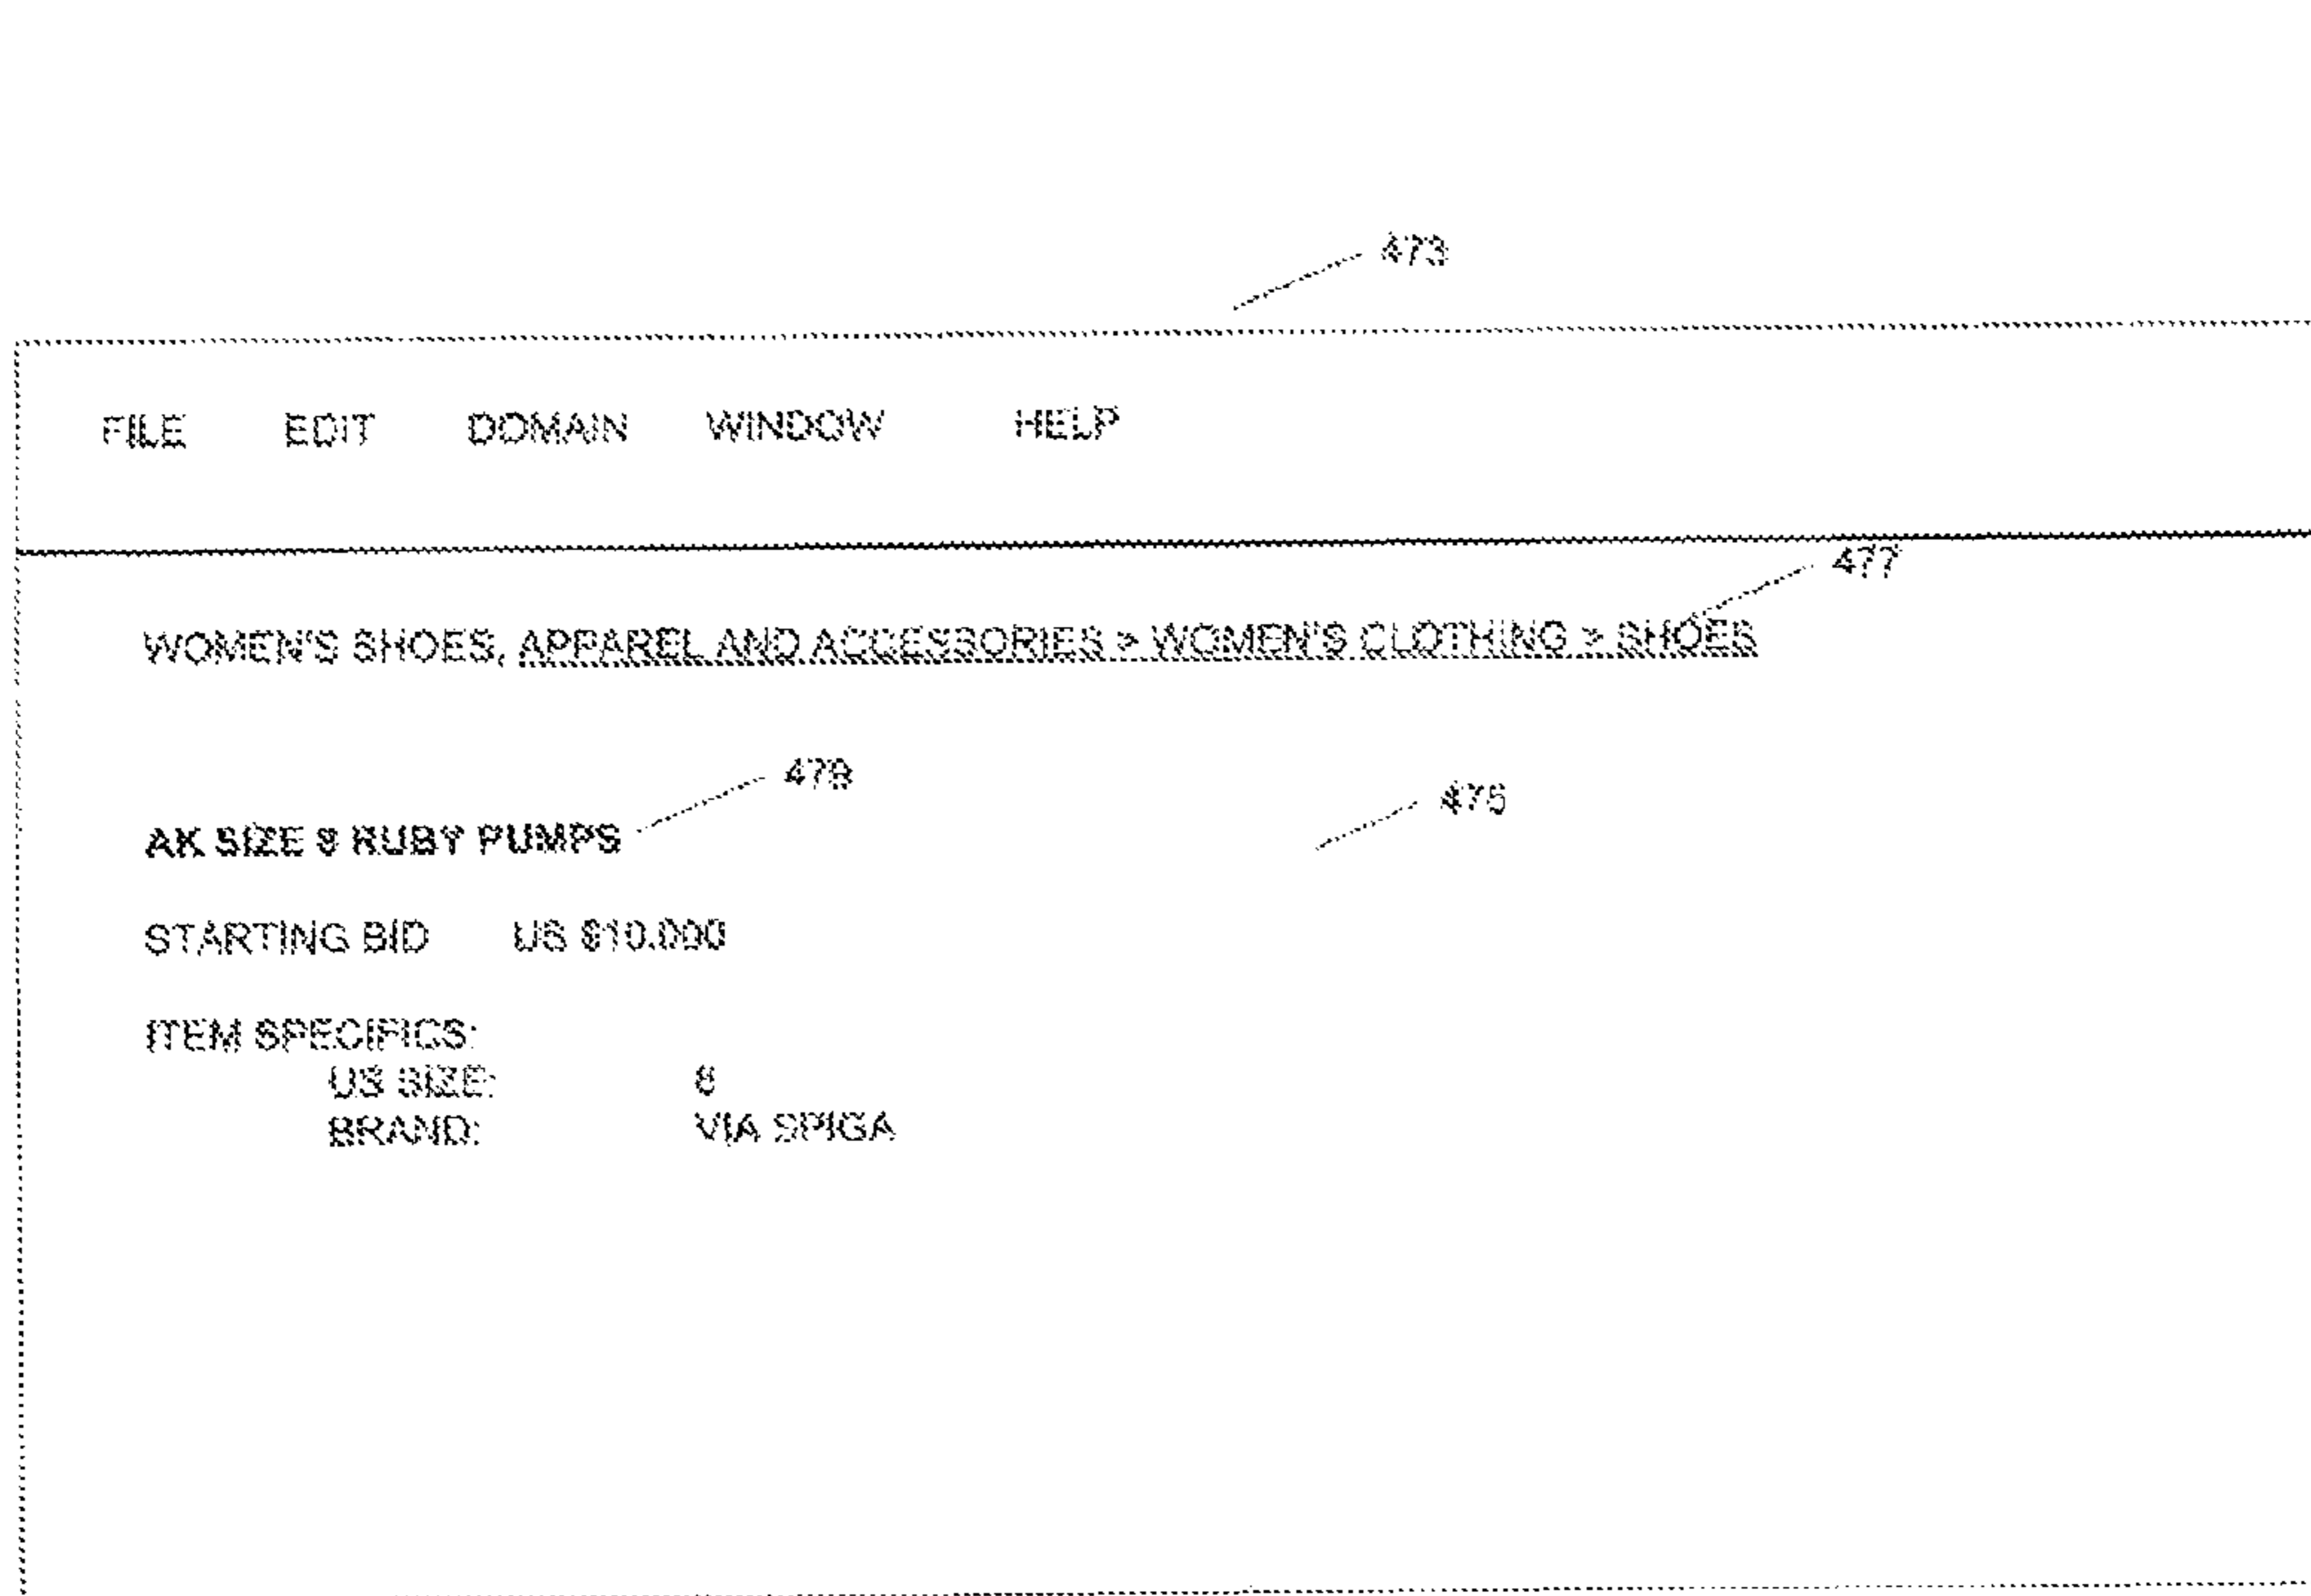 473
FILE EDIT DOMAIN WINDOW HELP
477
WOMEN'S SHOES, APPAREL AND ACCESSORIES > WOMEN'S CLOTHING > SHOES
479
475
AK SIZE 8 RUBY PUMPS
STARTING BID US $10.000
ITEM SPECIFICS:
US SIZE: 8
BRAND: VIA SPIGA